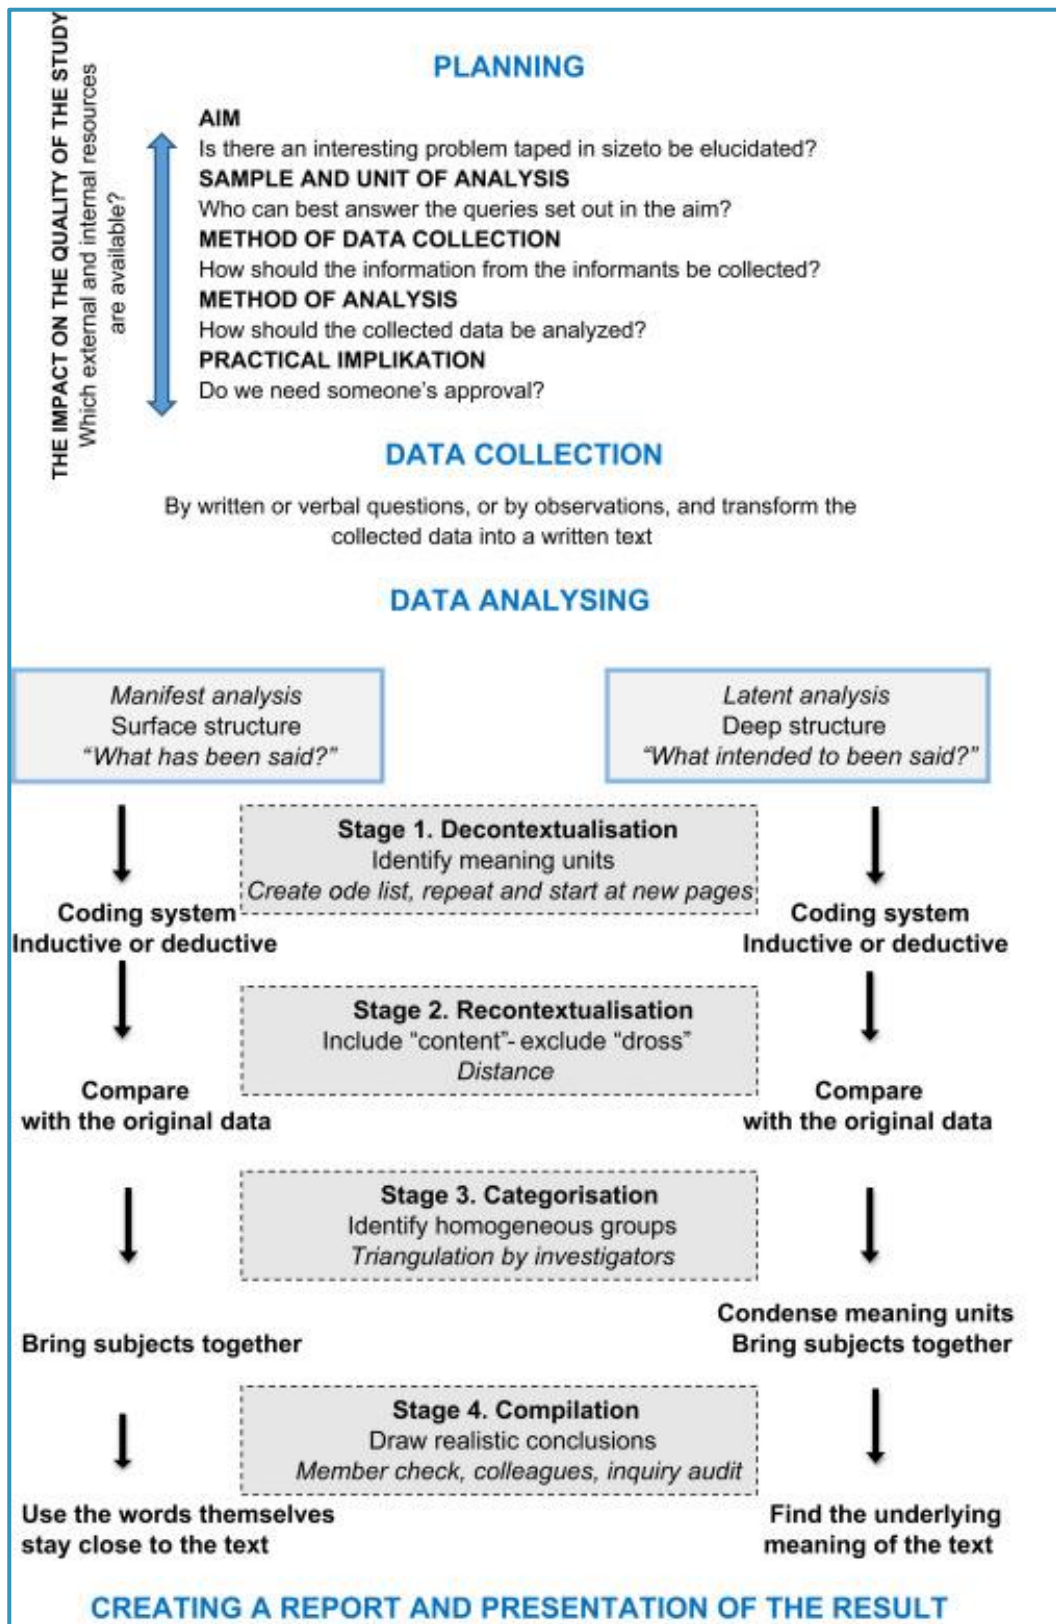 THE IMPACT ON THE QUALITY OF THE STUDY
Which external and internal resources
are available?
PLANNING
AIM
Is there an interesting problem taped in sizeto be elucidated?
SAMPLE AND UNIT OF ANALYSIS
Who can best answer the queries set out in the aim?
METHOD OF DATA COLLECTION
How should the information from the informants be collected?
METHOD OF ANALYSIS
How should the collected data be analyzed?
PRACTICAL IMPLIKATION
Do we need someone's approval?
DATA COLLECTION
By written or verbal questions, or by observations, and transform the
collected data into a written text
DATA ANALYSING
Manifest analysis
Surface structure
“What has been said?”
Latent analysis
Deep structure
“What intended to been said?”
Stage 1. Decontextualisation
Identify meaning units
Create ode list, repeat and start at new pages
Coding system
Inductive or deductive
Coding system
Inductive or deductive
Stage 2. Recontextualisation
Include “content”- exclude “dross”
Distance
Compare
with the original data
Compare
with the original data
Stage 3. Categorisation
Identify homogeneous groups
Triangulation by investigators
Bring subjects together
Condense meaning units
Bring subjects together
Stage 4. Compilation
Draw realistic conclusions
Member check, colleagues, inquiry audit
Use the words themselves
stay close to the text
Find the underlying
meaning of the text
CREATING A REPORT AND PRESENTATION OF THE RESULT